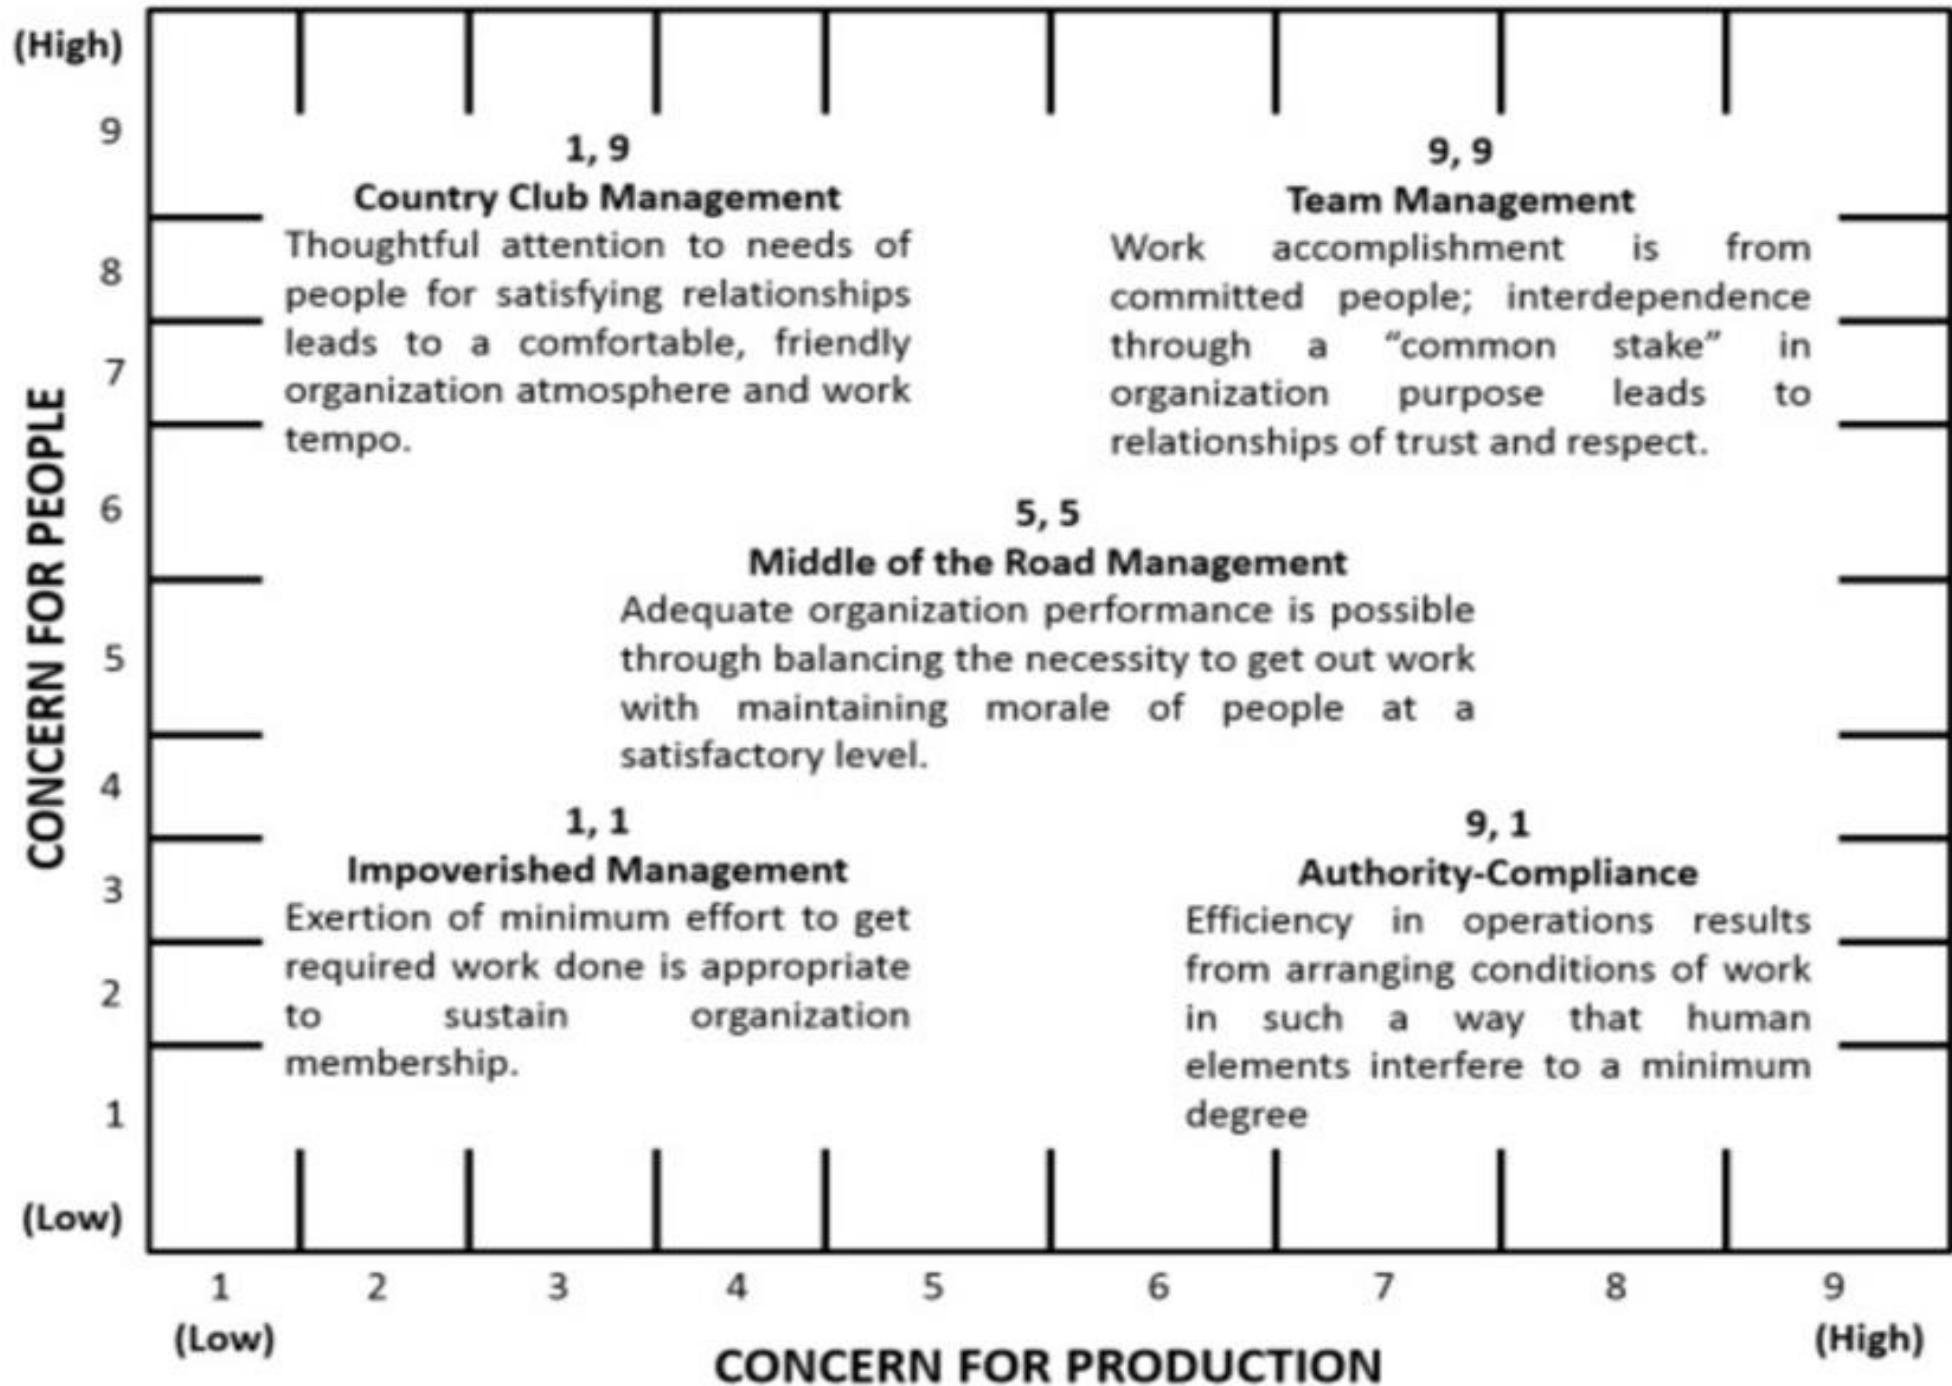 (High)
9
8
7
6
5
4
3
2
1
(Low)
CONCERN FOR PEOPLE
1, 9
Country Club Management
Thoughtful attention to needs of
people for satisfying relationships
leads to a comfortable, friendly
organization atmosphere and work
tempo.
9, 9
Team Management
Work accomplishment is from
committed people; interdependence
through a “common stake” in
organization purpose leads to
relationships of trust and respect.
5, 5
Middle of the Road Management
Adequate organization performance is possible
through balancing the necessity to get out work
with maintaining morale of people at a
satisfactory level.
1, 1
Impoverished Management
Exertion of minimum effort to get
required work done is appropriate
to sustain organization
membership.
9, 1
Authority-Compliance
Efficiency in operations results
from arranging conditions of work
in such a way that human
elements interfere to a minimum
degree
1 2 3 4 5 6 7 8 9
(Low) (High)
CONCERN FOR PRODUCTION